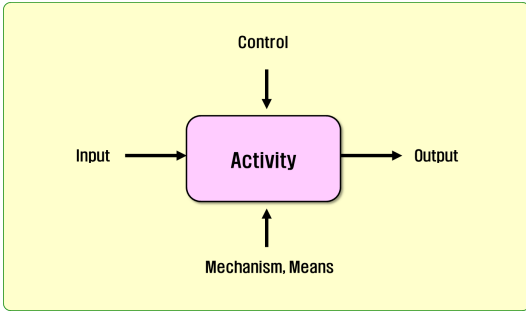 Control
Input
Activity
Output
Mechanism, Means